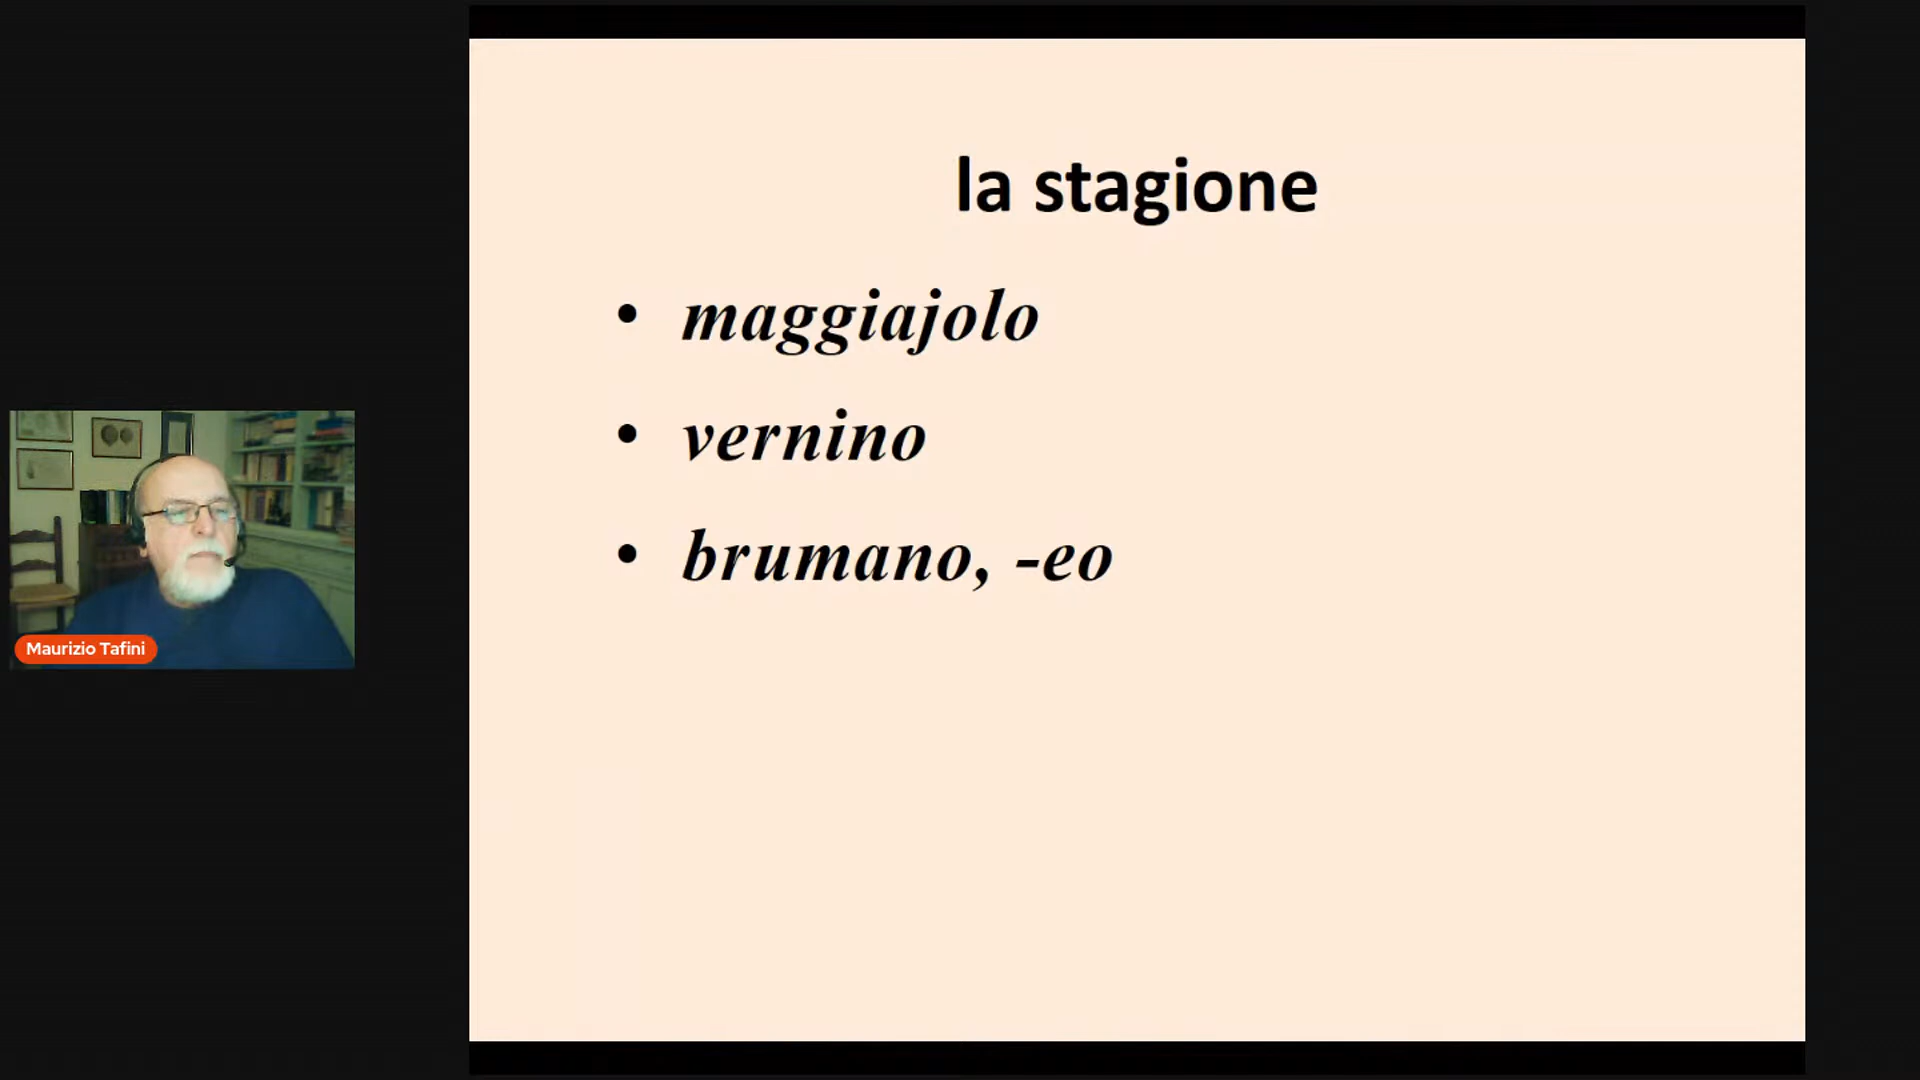 la stagione
• maggiajolo
• vernino
• brumano, -eo
Maurizio Tafini